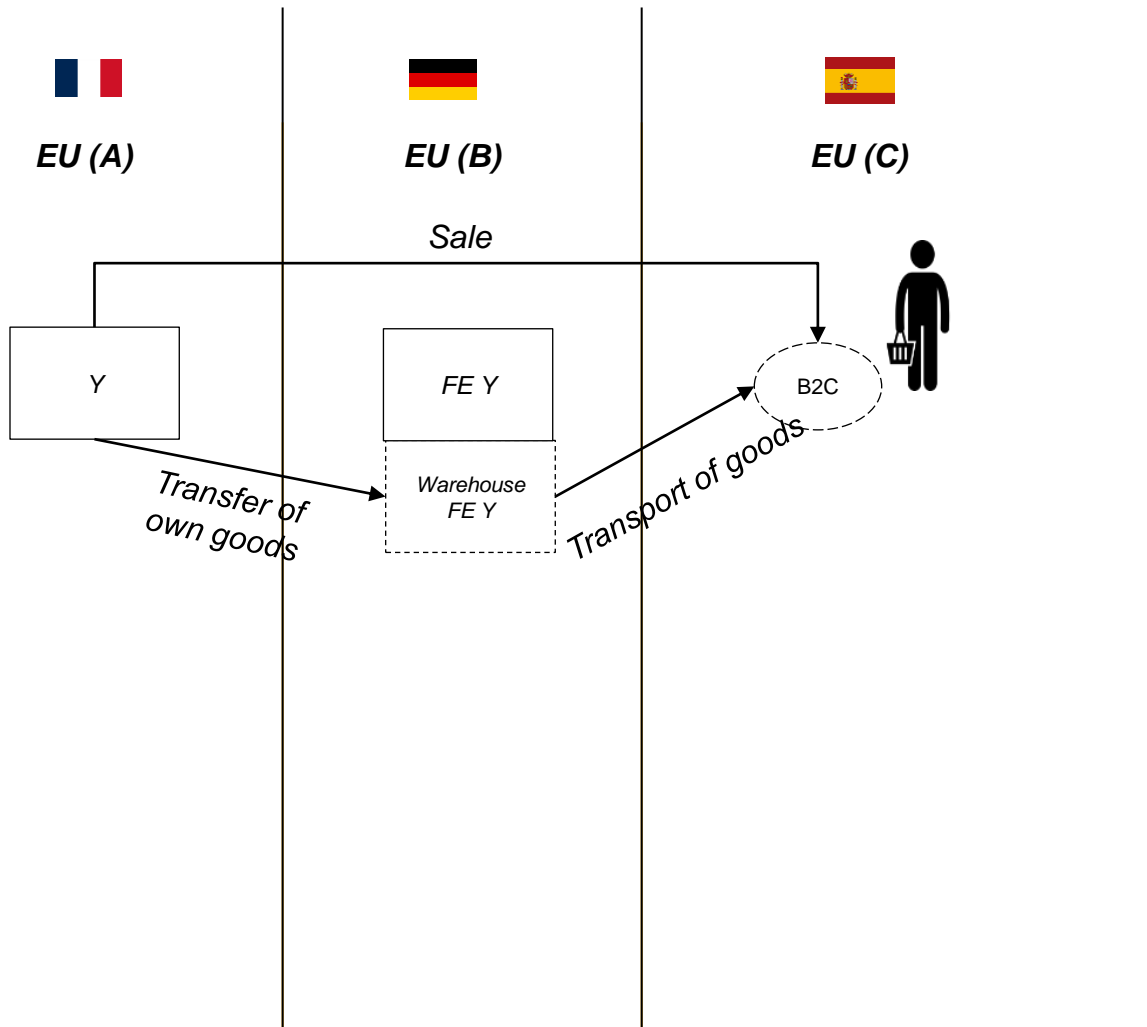 EU (A)
EU (B)
EU (C)
Sale
Y
FE Y
B2C
Warehouse
FE Y
Transfer of
own goods
Transport of goods